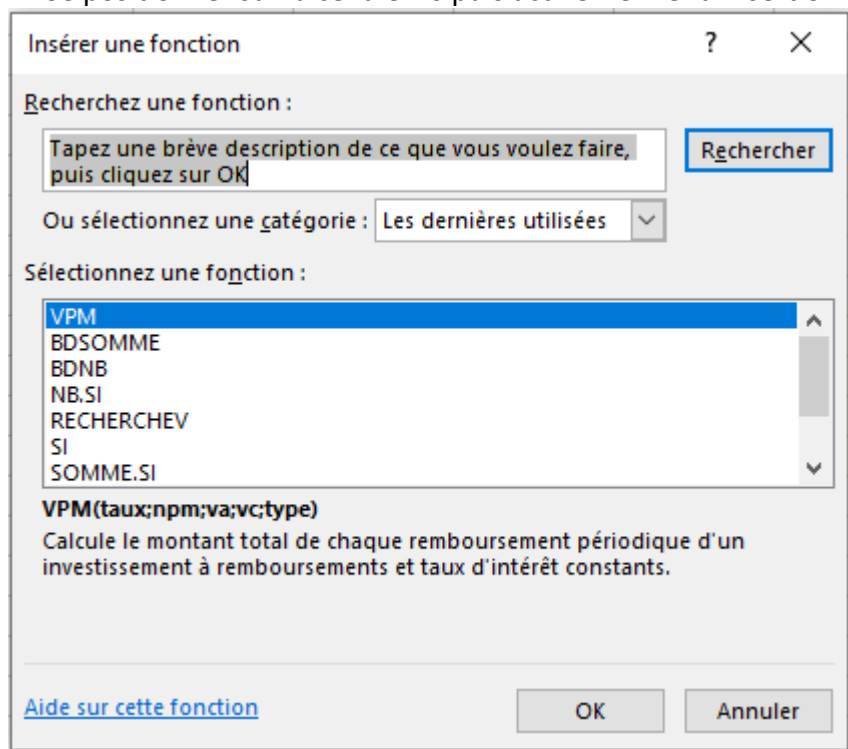 Insérer une fonction ? ×
Recherchez une fonction :
Tapez une brève description de ce que vous voulez faire,
puis cliquez sur OK
Rechercher
Ou sélectionnez une catégorie : Les dernières utilisées
Sélectionnez une fonction :
VPM
BDSOMME
BDNB
NB.SI
RECHERCHEV
SI
SOMME.SI
VPM(taux;npm;va;vc;type)
Calcule le montant total de chaque remboursement périodique d'un
investissement à remboursements et taux d'intérêt constants.
Aide sur cette fonction OK Annuler